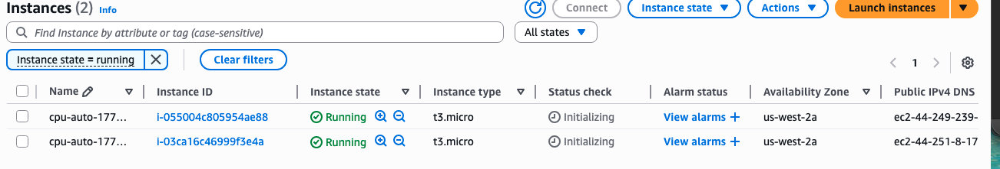 Instances (2) Info
Connect Instance state Actions Launch instances
Find Instance by attribute or tag (case-sensitive) All states
Instance state = running Clear filters 1
Name Instance ID Instance state Instance type Status check Alarm status Availability Zone Public IPv4 DNS
cpu-auto-177... i-055004c805954ae88 Running t3.micro Initializing View alarms + us-west-2a ec2-44-249-239-
cpu-auto-177... i-03ca16c46999f3e4a Running t3.micro Initializing View alarms + us-west-2a ec2-44-251-8-17